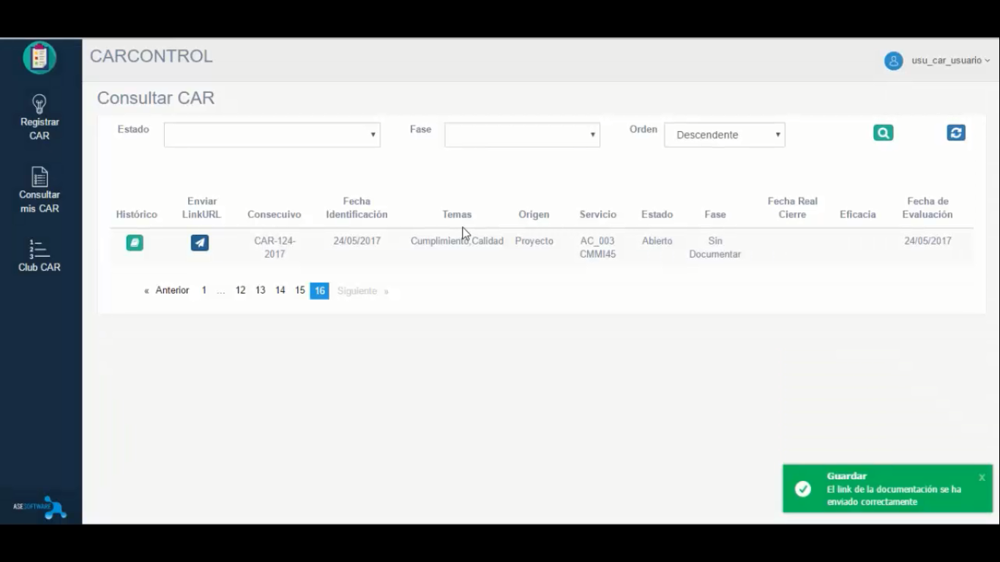 CARCONTROL
usu_car_usuario
Registrar
CAR
Consultar
mis CAR
1
2
3
Club CAR
ASESOFTWARE
Consultar CAR
Estado
Fase
Orden
Descendente
Histórico
Enviar
LinkURL
Consecuivo
Fecha
Identificación
Temas
Origen
Servicio
Estado
Fase
Fecha Real
Cierre
Eficacia
Fecha de
Evaluación
CAR-124-
2017
24/05/2017
Cumplimiento,Calidad
Proyecto
AC_003
CMMI45
Abierto
Sin
Documentar
24/05/2017
« Anterior 1 ... 12 13 14 15 16 Siguiente »
Guardar x
El link de la documentación se ha
enviado correctamente